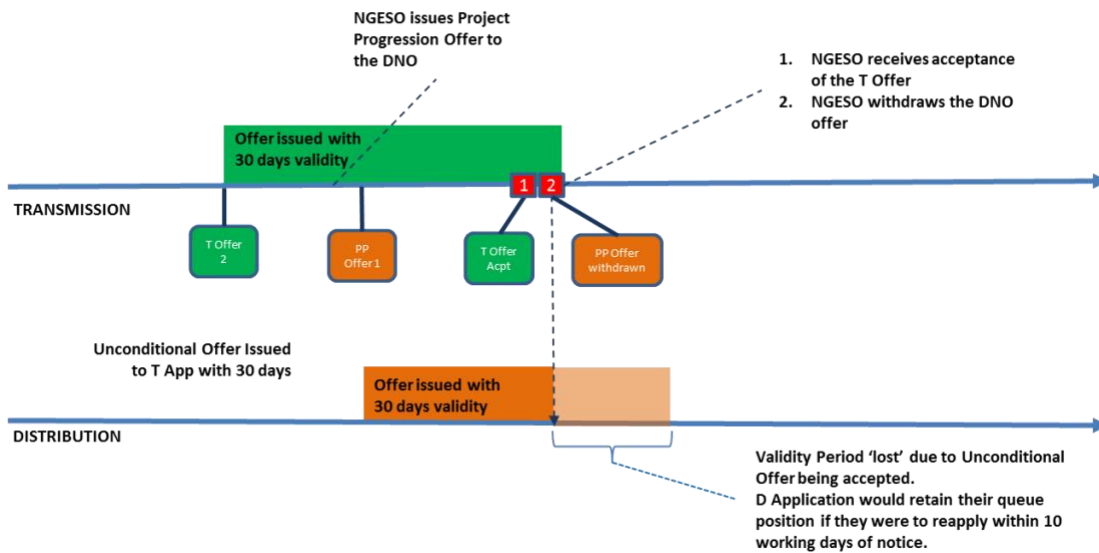 NGESO issues Project
Progression Offer to
the DNO
1. NGESO receives acceptance
of the T Offer
2. NGESO withdraws the DNO
offer
Offer issued with
30 days validity
1
2
TRANSMISSION
T Offer
2
PP
Offer 1
T Offer
Acpt
PP Offer
withdrawn
Unconditional Offer Issued
to T App with 30 days
Offer issued with
30 days validity
DISTRIBUTION
Validity Period ‘lost’ due to Unconditional
Offer being accepted.
D Application would retain their queue
position if they were to reapply within 10
working days of notice.